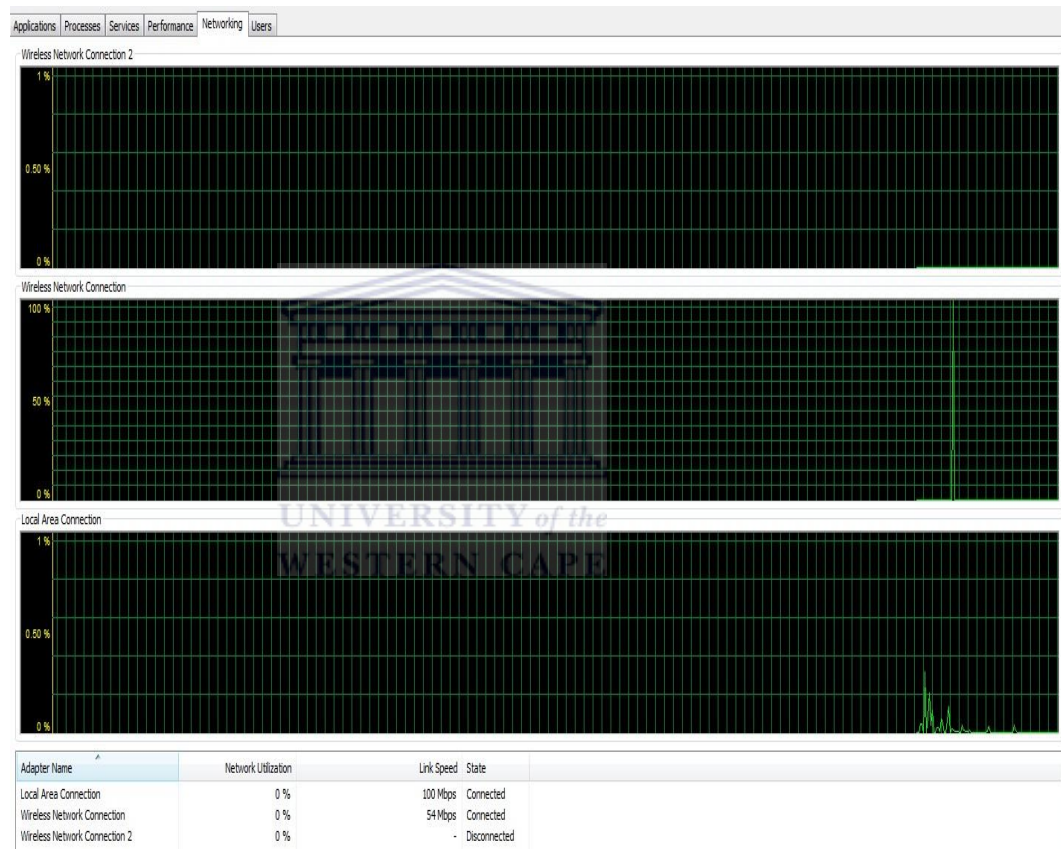 Applications Processes Services Performance Networking Users
Wireless Network Connection 2
1 %
0.50 %
0 %
Wireless Network Connection
100 %
50 %
0 %
UNIVERSITY of the
WESTERN CAPE
Local Area Connection
1 %
0.50 %
0 %
Adapter Name Network Utilization Link Speed State
Local Area Connection 0 % 100 Mbps Connected
Wireless Network Connection 0 % 54 Mbps Connected
Wireless Network Connection 2 0 % - Disconnected